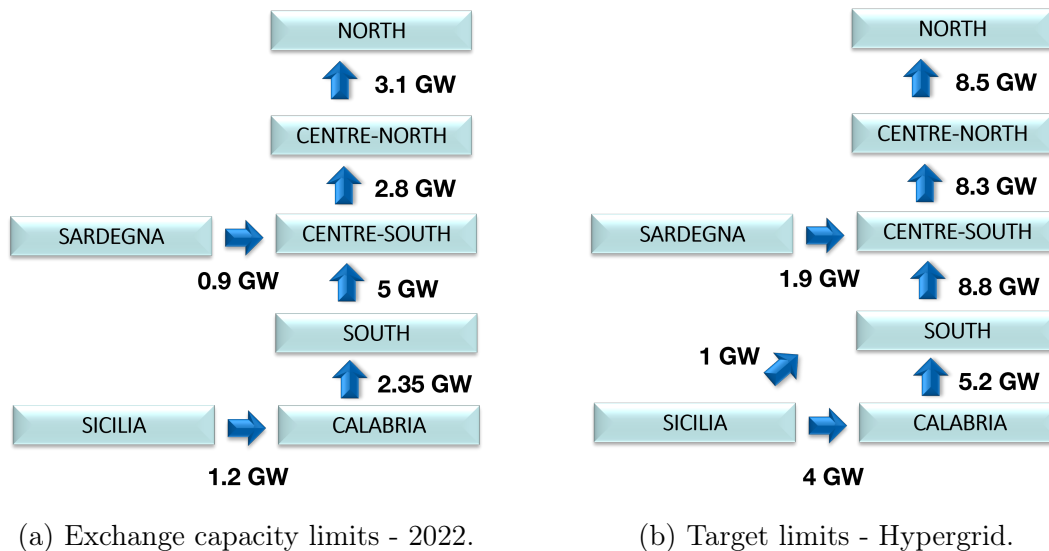 NORTH
3.1 GW
CENTRE-NORTH
2.8 GW
SARDEGNA
CENTRE-SOUTH
0.9 GW
5 GW
SOUTH
2.35 GW
SICILIA
CALABRIA
1.2 GW
(a) Exchange capacity limits - 2022.
NORTH
8.5 GW
CENTRE-NORTH
8.3 GW
SARDEGNA
CENTRE-SOUTH
1.9 GW
8.8 GW
SOUTH
1 GW
5.2 GW
SICILIA
CALABRIA
4 GW
(b) Target limits - Hypergrid.